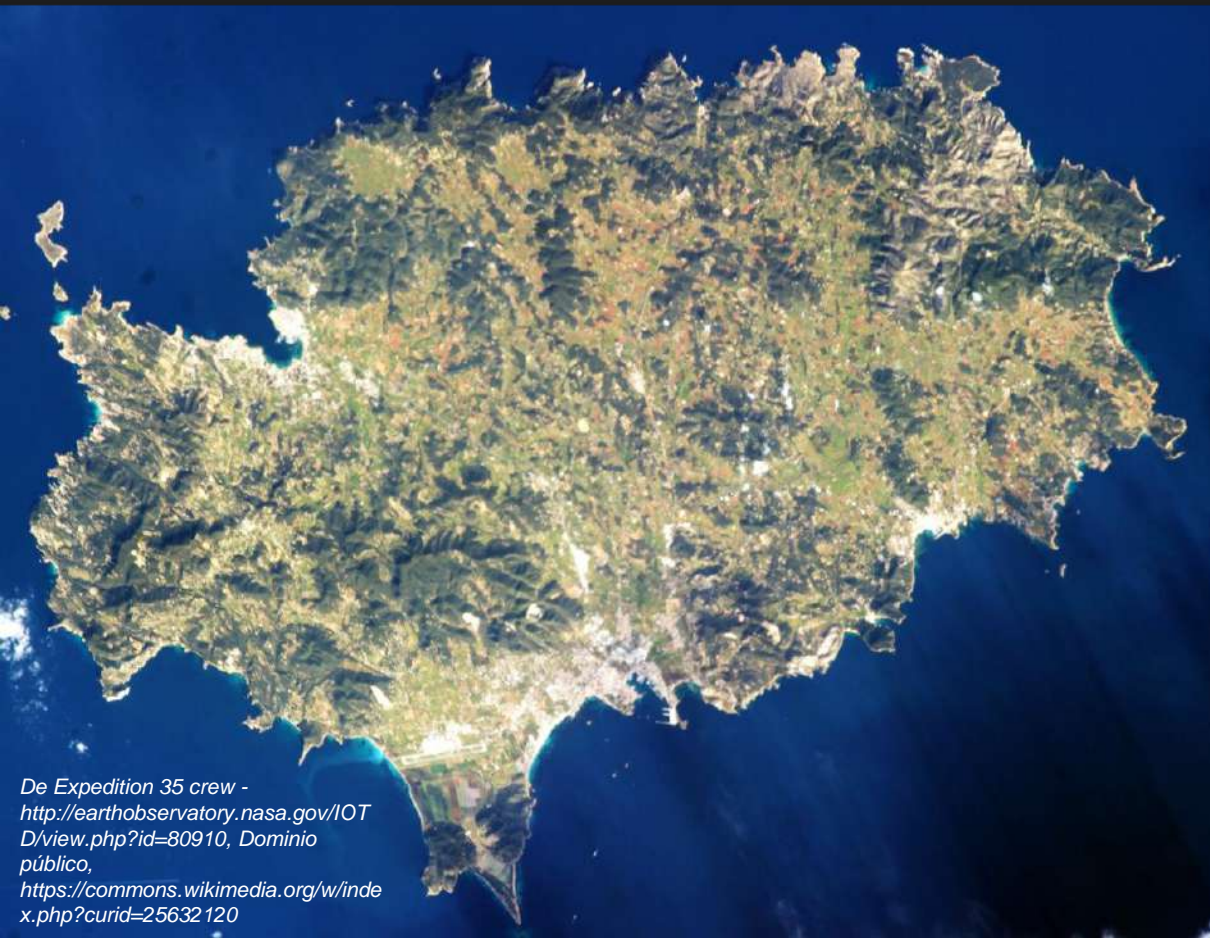 De Expedition 35 crew -
http://earthobservatory.nasa.gov/IOT
D/view.php?id=80910, Dominio
público,
https://commons.wikimedia.org/w/inde
x.php?curid=25632120